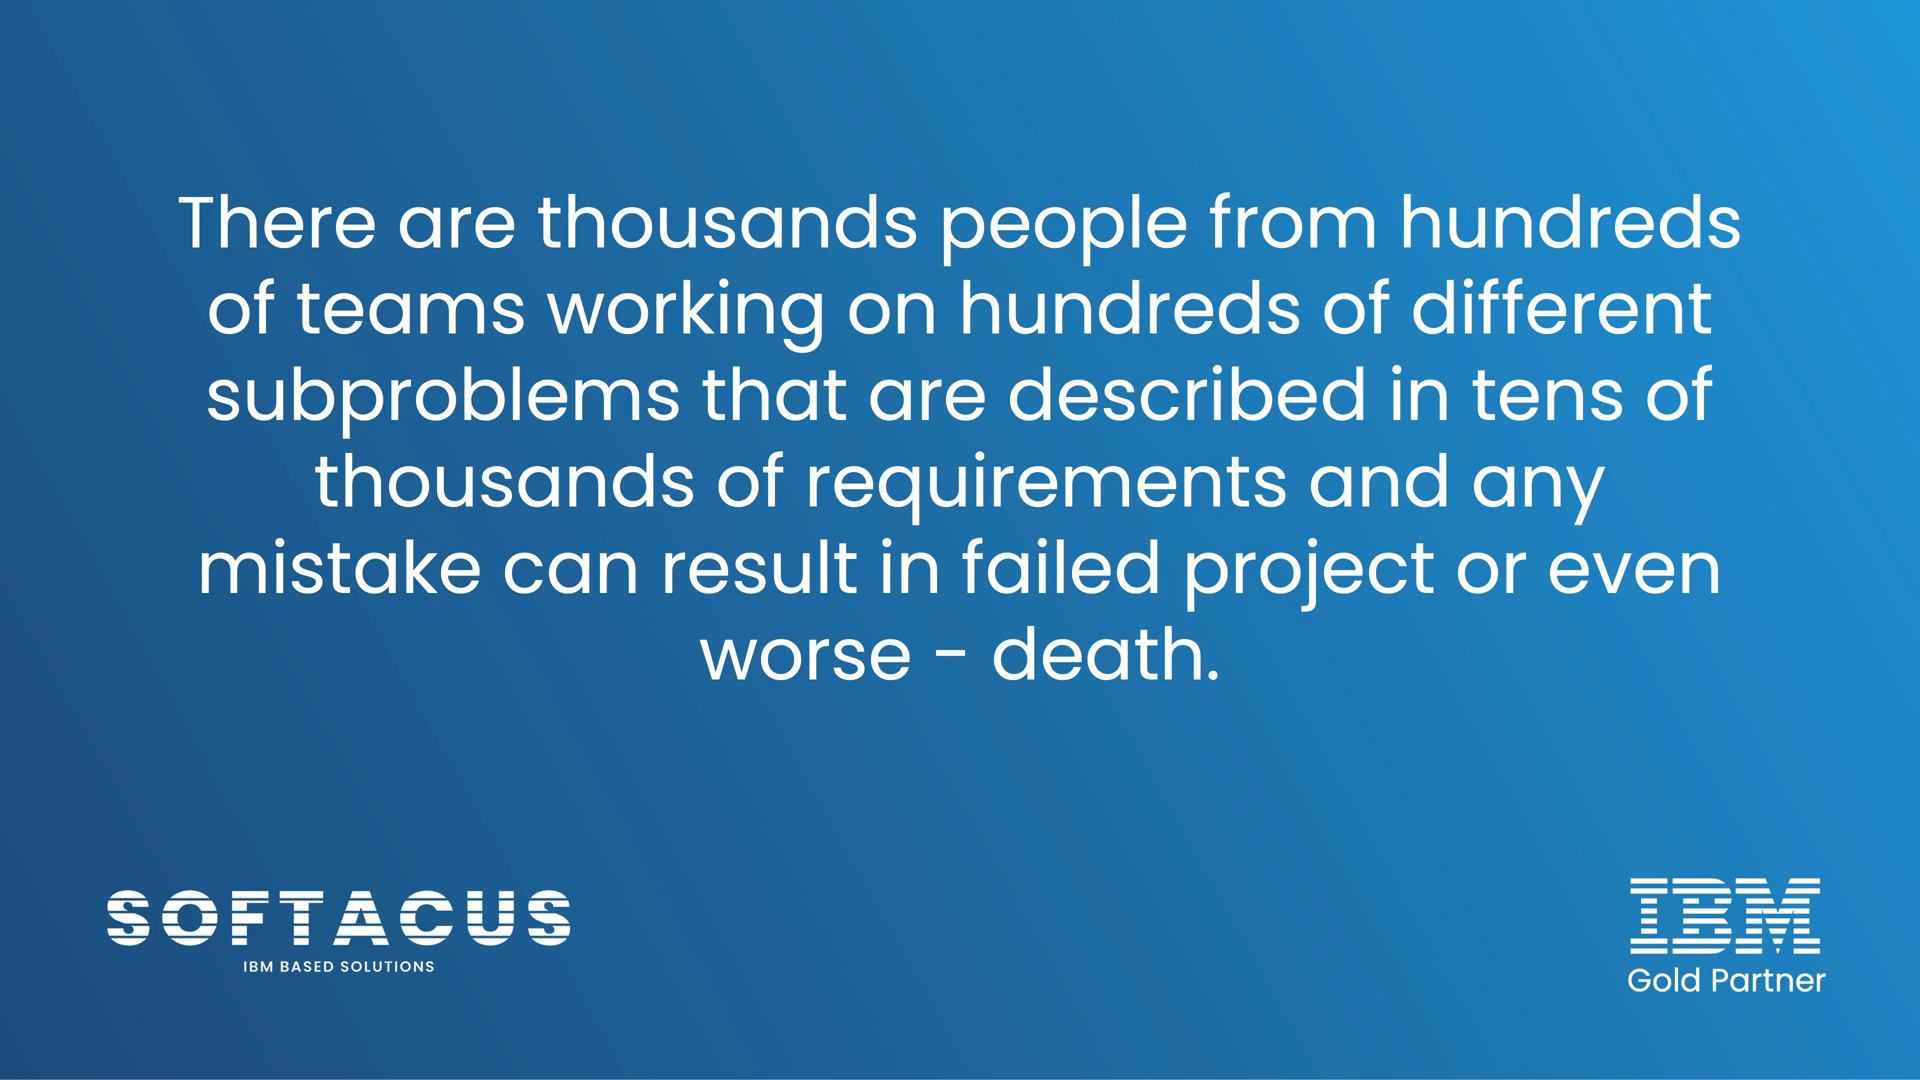 There are thousands people from hundreds
of teams working on hundreds of different
subproblems that are described in tens of
thousands of requirements and any
mistake can result in failed project or even
worse - death.
SOFTACUS
IBM BASED SOLUTIONS
IBM
Gold Partner